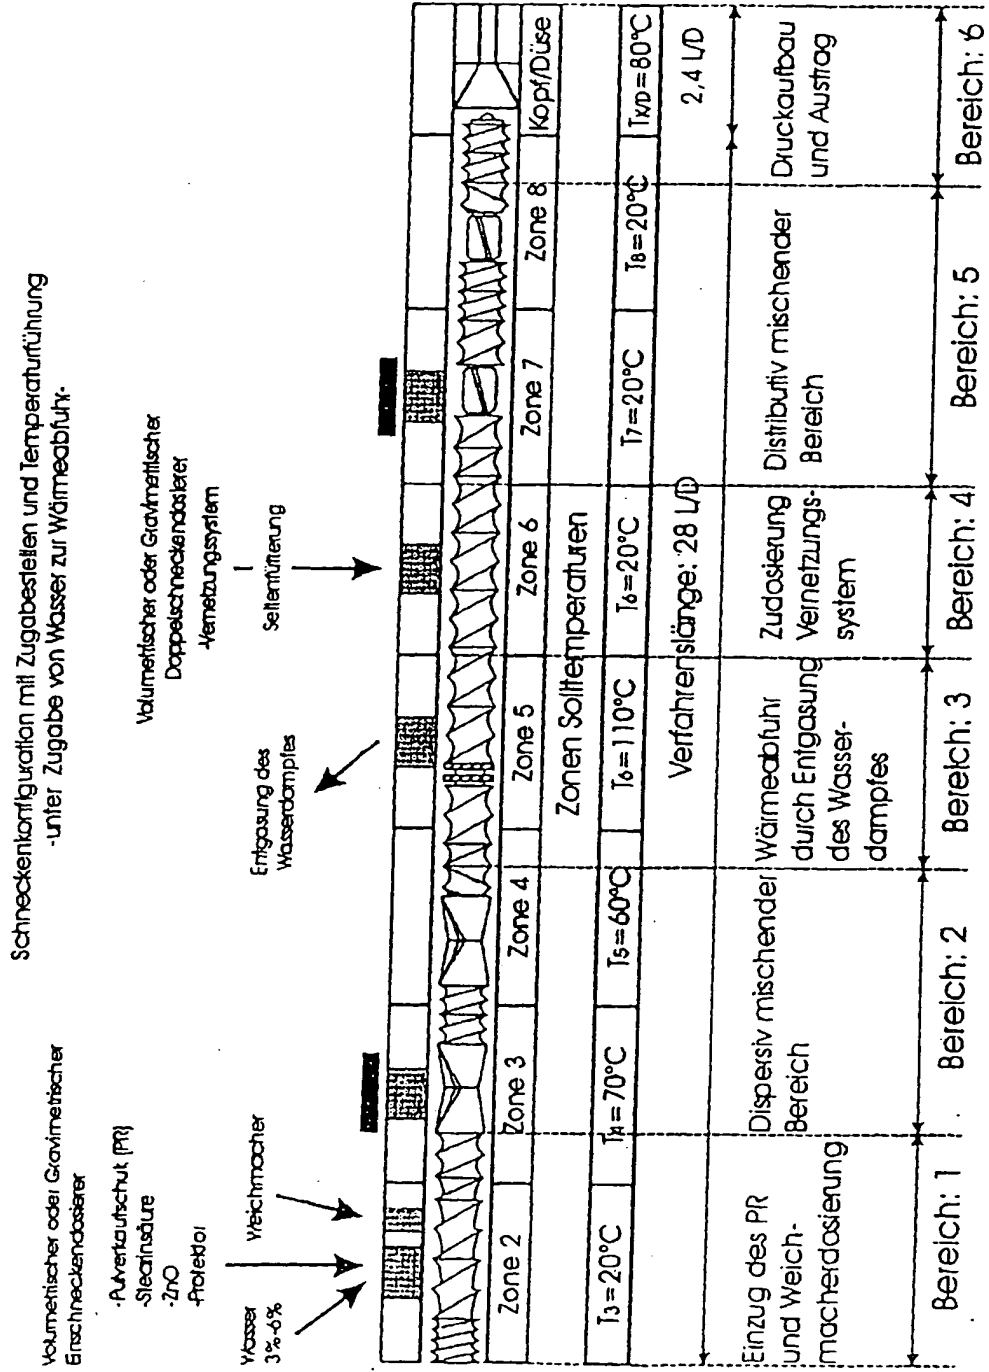 Schneckenkonfiguration mit Zugabestellen und Temperaturführung
-unter Zugabe von Wasser zur Wärmeabfuhr-
Volumetrischer oder Gravimetrischer
Einschneckendosierer
-Pulverkautschuk (PR)
-Stearinsäure
-ZnO
-Protektor
Wasser
3%-6%
Weichmacher
Entgasung des
Wasserdampfes
Volumetrischer oder Gravimetrischer
Doppelschneckendosierer
-Vernetzungssystem
Seitenfütterung
Zone 2
Zone 3
Zone 4
Zone 5
Zone 6
Zone 7
Zone 8
Kopf/Düse
Zonen Solltemperaturen
T3=20°C
T4=70°C
T5=60°C
T6=110°C
T6=20°C
T7=20°C
T8=20°C
TK/D=80°C
Verfahrenslänge: 28 L/D
2,4 L/D
Einzug des PR
und Weich-
macherdosierung
Dispersiv mischender
Bereich
Wärmeabfuhr
durch Entgasung
des Wasser-
dampfes
Zudosierung
Vernetzungs-
system
Distributiv mischender
Bereich
Druckaufbau
und Austrag
Bereich: 1
Bereich: 2
Bereich: 3
Bereich: 4
Bereich: 5
Bereich: 6